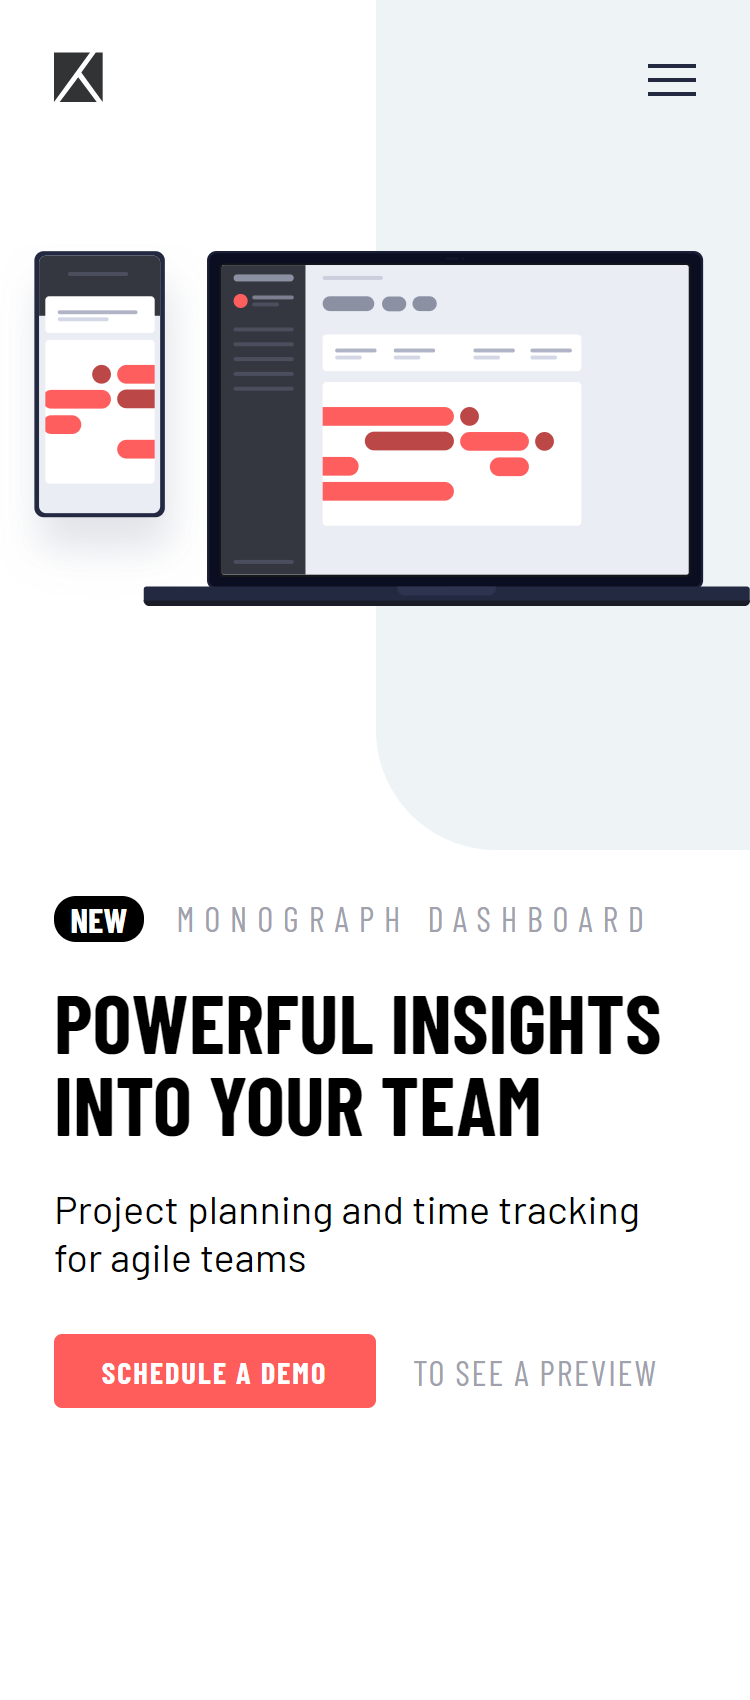 NEW MONOGRAPH DASHBOARD
POWERFUL INSIGHTS
INTO YOUR TEAM
Project planning and time tracking
for agile teams
SCHEDULE A DEMO TO SEE A PREVIEW